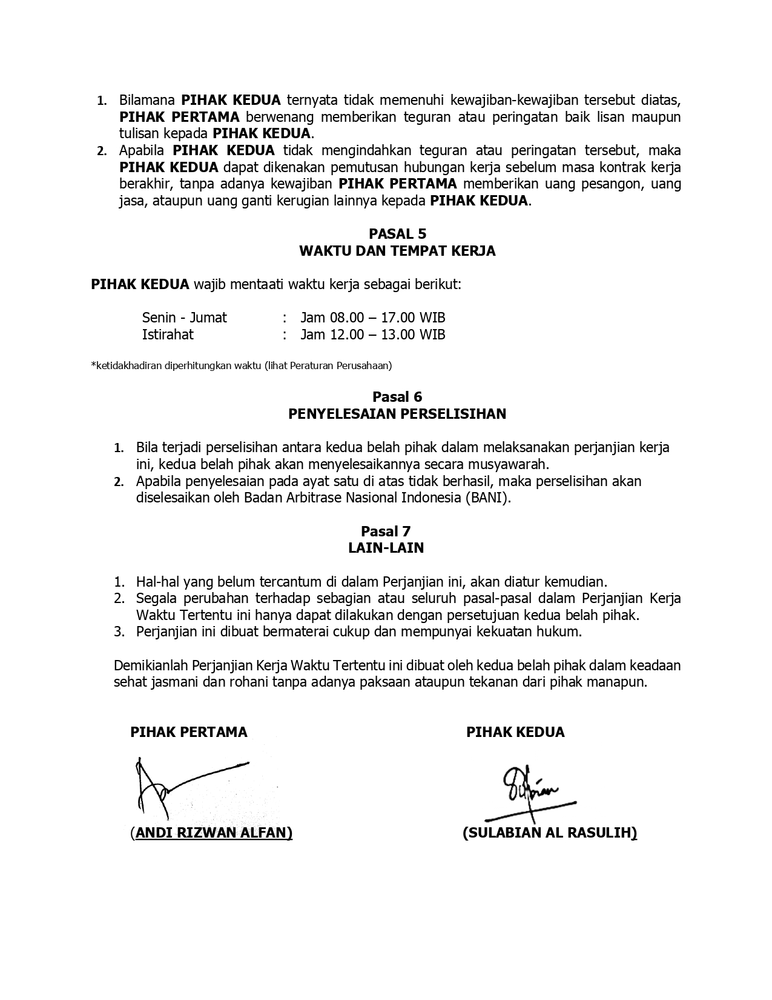 1. Bilamana PIHAK KEDUA ternyata tidak memenuhi kewajiban-kewajiban tersebut diatas,
PIHAK PERTAMA berwenang memberikan teguran atau peringatan baik lisan maupun
tulisan kepada PIHAK KEDUA.
2. Apabila PIHAK KEDUA tidak mengindahkan teguran atau peringatan tersebut, maka
PIHAK KEDUA dapat dikenakan pemutusan hubungan kerja sebelum masa kontrak kerja
berakhir, tanpa adanya kewajiban PIHAK PERTAMA memberikan uang pesangon, uang
jasa, ataupun uang ganti kerugian lainnya kepada PIHAK KEDUA.
PASAL 5
WAKTU DAN TEMPAT KERJA
PIHAK KEDUA wajib mentaati waktu kerja sebagai berikut:
Senin - Jumat : Jam 08.00 – 17.00 WIB
Istirahat : Jam 12.00 – 13.00 WIB
*ketidakhadiran diperhitungkan waktu (lihat Peraturan Perusahaan)
Pasal 6
PENYELESAIAN PERSELISIHAN
1. Bila terjadi perselisihan antara kedua belah pihak dalam melaksanakan perjanjian kerja
ini, kedua belah pihak akan menyelesaikannya secara musyawarah.
2. Apabila penyelesaian pada ayat satu di atas tidak berhasil, maka perselisihan akan
diselesaikan oleh Badan Arbitrase Nasional Indonesia (BANI).
Pasal 7
LAIN-LAIN
1. Hal-hal yang belum tercantum di dalam Perjanjian ini, akan diatur kemudian.
2. Segala perubahan terhadap sebagian atau seluruh pasal-pasal dalam Perjanjian Kerja
Waktu Tertentu ini hanya dapat dilakukan dengan persetujuan kedua belah pihak.
3. Perjanjian ini dibuat bermaterai cukup dan mempunyai kekuatan hukum.
Demikianlah Perjanjian Kerja Waktu Tertentu ini dibuat oleh kedua belah pihak dalam keadaan
sehat jasmani dan rohani tanpa adanya paksaan ataupun tekanan dari pihak manapun.
PIHAK PERTAMA PIHAK KEDUA
(ANDI RIZWAN ALFAN) (SULABIAN AL RASULIH)